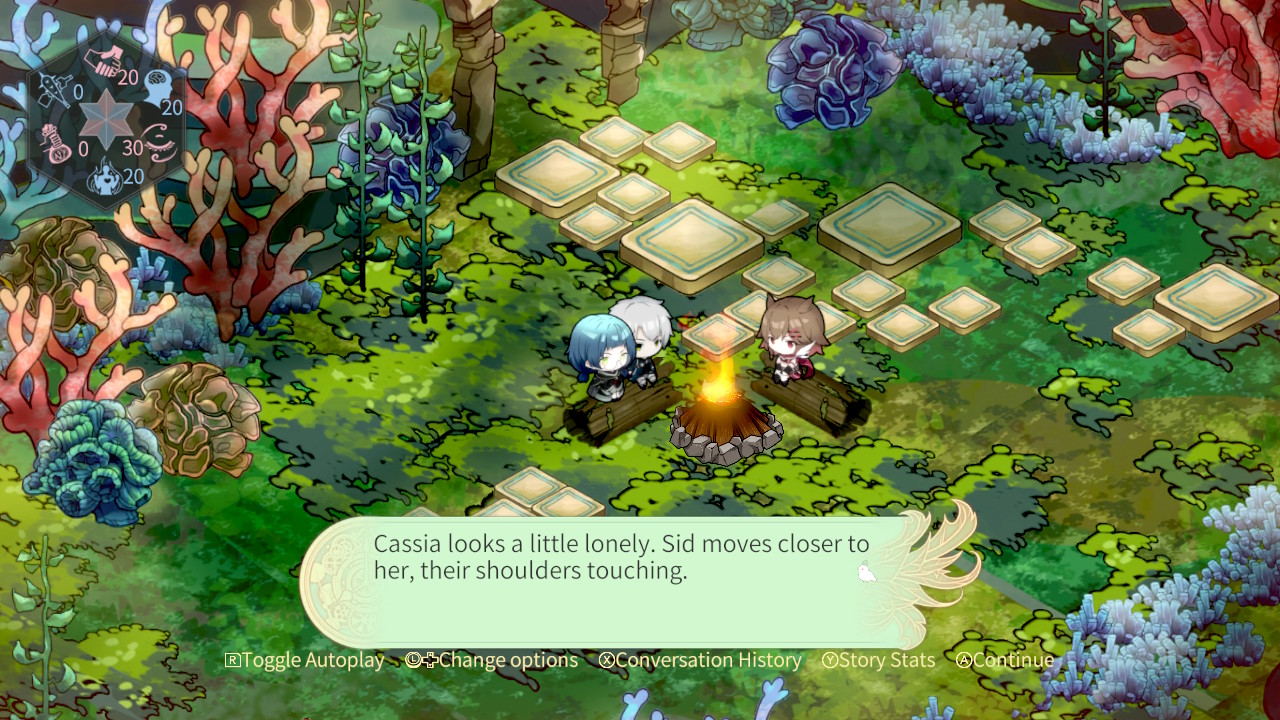 20
0
20
0
30
20
Cassia looks a little lonely. Sid moves closer to
her, their shoulders touching.
R Toggle Autoplay L Change options X Conversation History Y Story Stats A Continue